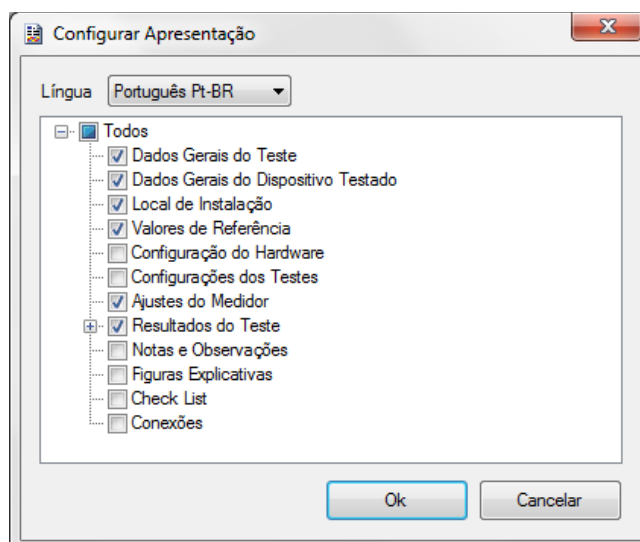 Configurar Apresentação
Língua Português Pt-BR
Todos
Dados Gerais do Teste
Dados Gerais do Dispositivo Testado
Local de Instalação
Valores de Referência
Configuração do Hardware
Configurações dos Testes
Ajustes do Medidor
Resultados do Teste
Notas e Observações
Figuras Explicativas
Check List
Conexões
Ok Cancelar